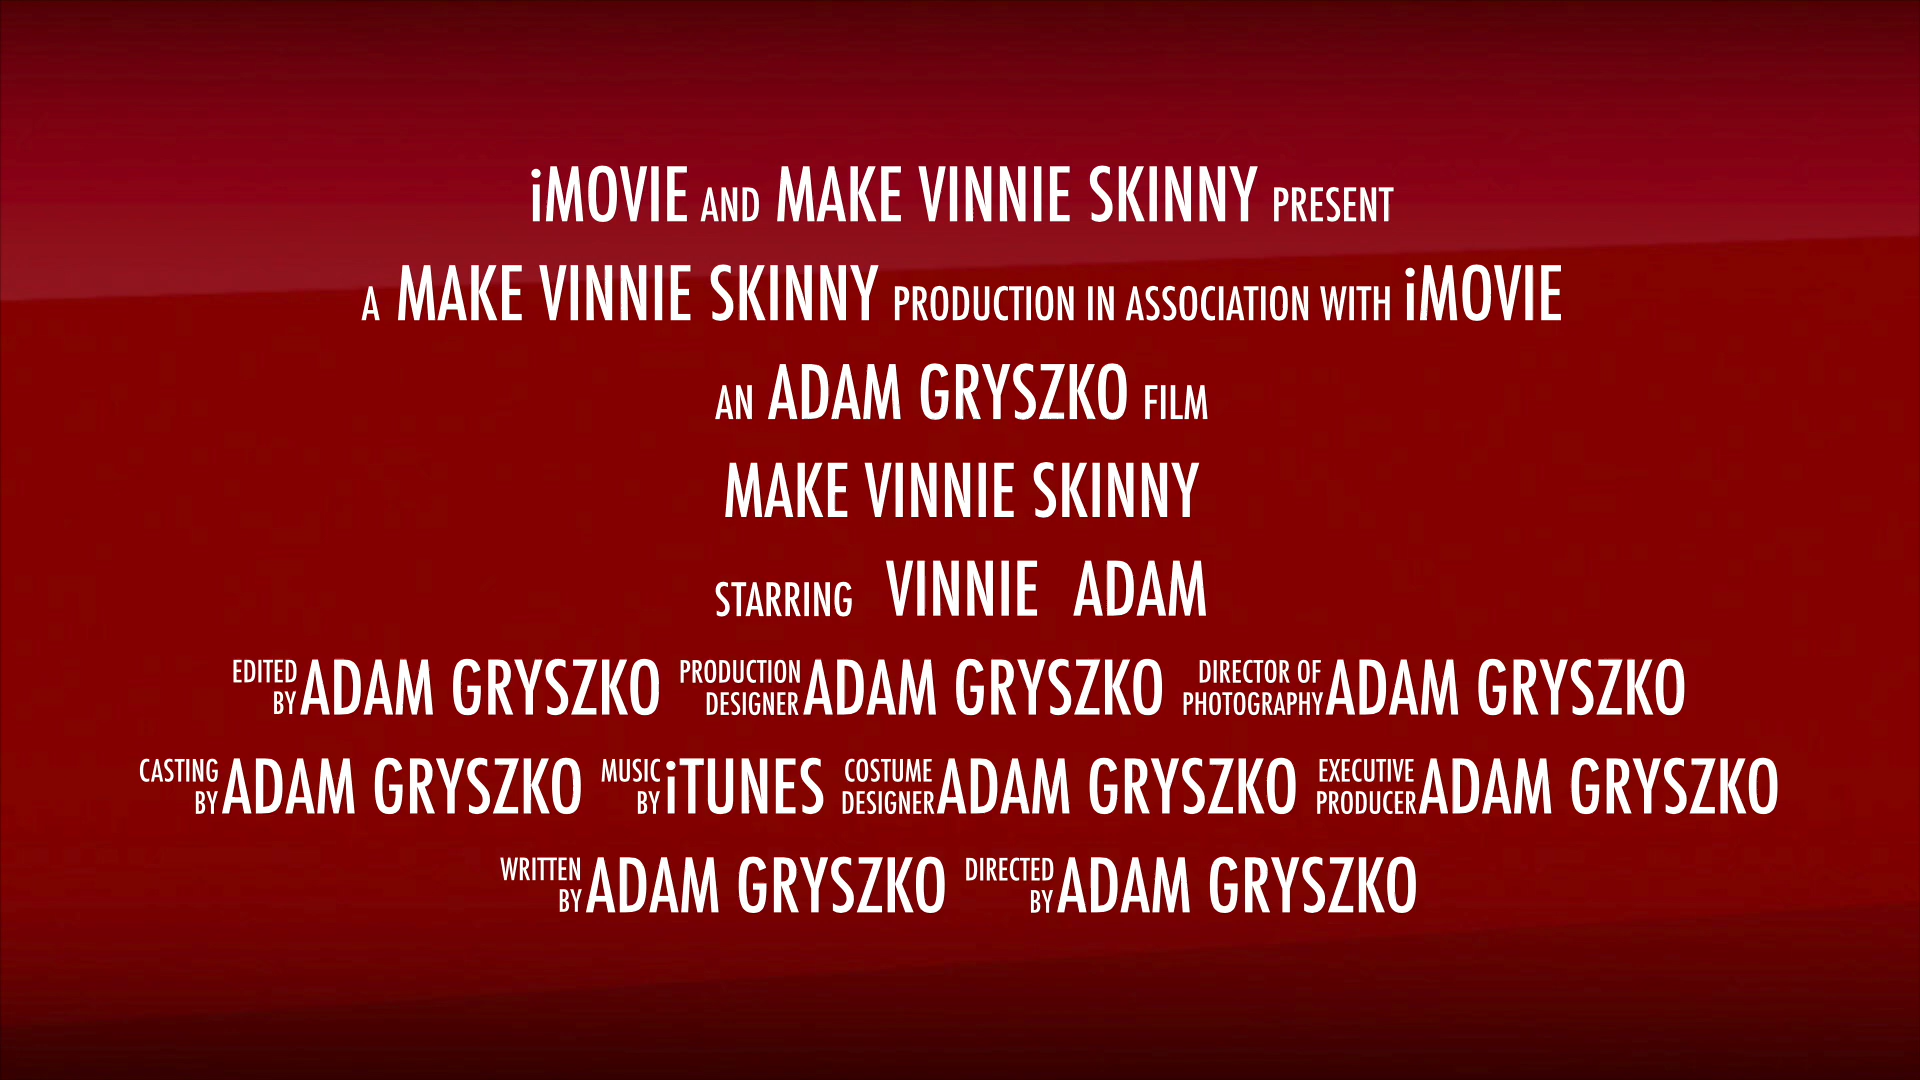 iMOVIE AND MAKE VINNIE SKINNY PRESENT
A MAKE VINNIE SKINNY PRODUCTION IN ASSOCIATION WITH iMOVIE
AN ADAM GRYSZKO FILM
MAKE VINNIE SKINNY
STARRING VINNIE ADAM
EDITED BY ADAM GRYSZKO PRODUCTION DESIGNER ADAM GRYSZKO DIRECTOR OF PHOTOGRAPHY ADAM GRYSZKO
CASTING BY ADAM GRYSZKO MUSIC BY iTUNES COSTUME DESIGNER ADAM GRYSZKO EXECUTIVE PRODUCER ADAM GRYSZKO
WRITTEN BY ADAM GRYSZKO DIRECTED BY ADAM GRYSZKO